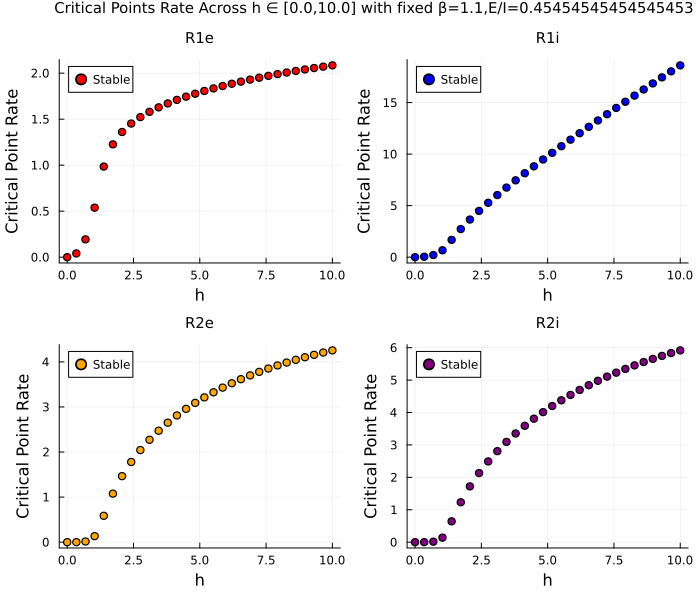 Critical Points Rate Across h ∈ [0.0,10.0] with fixed β=1.1,E/I=0.45454545454545453
R1e
Critical Point Rate
2.0
1.5
1.0
0.5
0.0
Stable
0.0 2.5 5.0 7.5 10.0
h
R1i
Critical Point Rate
15
10
5
0
Stable
0.0 2.5 5.0 7.5 10.0
h
R2e
Critical Point Rate
4
3
2
1
0
Stable
0.0 2.5 5.0 7.5 10.0
h
R2i
Critical Point Rate
6
5
4
3
2
1
0
Stable
0.0 2.5 5.0 7.5 10.0
h